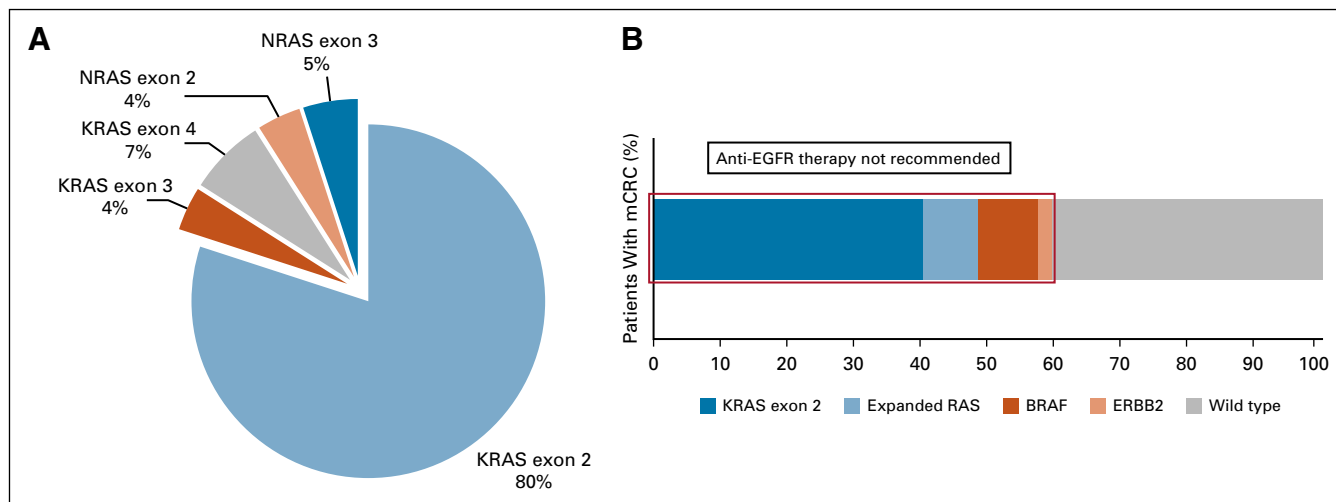 A
NRAS exon 3
5%
NRAS exon 2
4%
KRAS exon 4
7%
KRAS exon 3
4%
KRAS exon 2
80%
B
Patients With mCRC (%)
Anti-EGFR therapy not recommended
0 10 20 30 40 50 60 70 80 90 100
KRAS exon 2 Expanded RAS BRAF ERBB2 Wild type